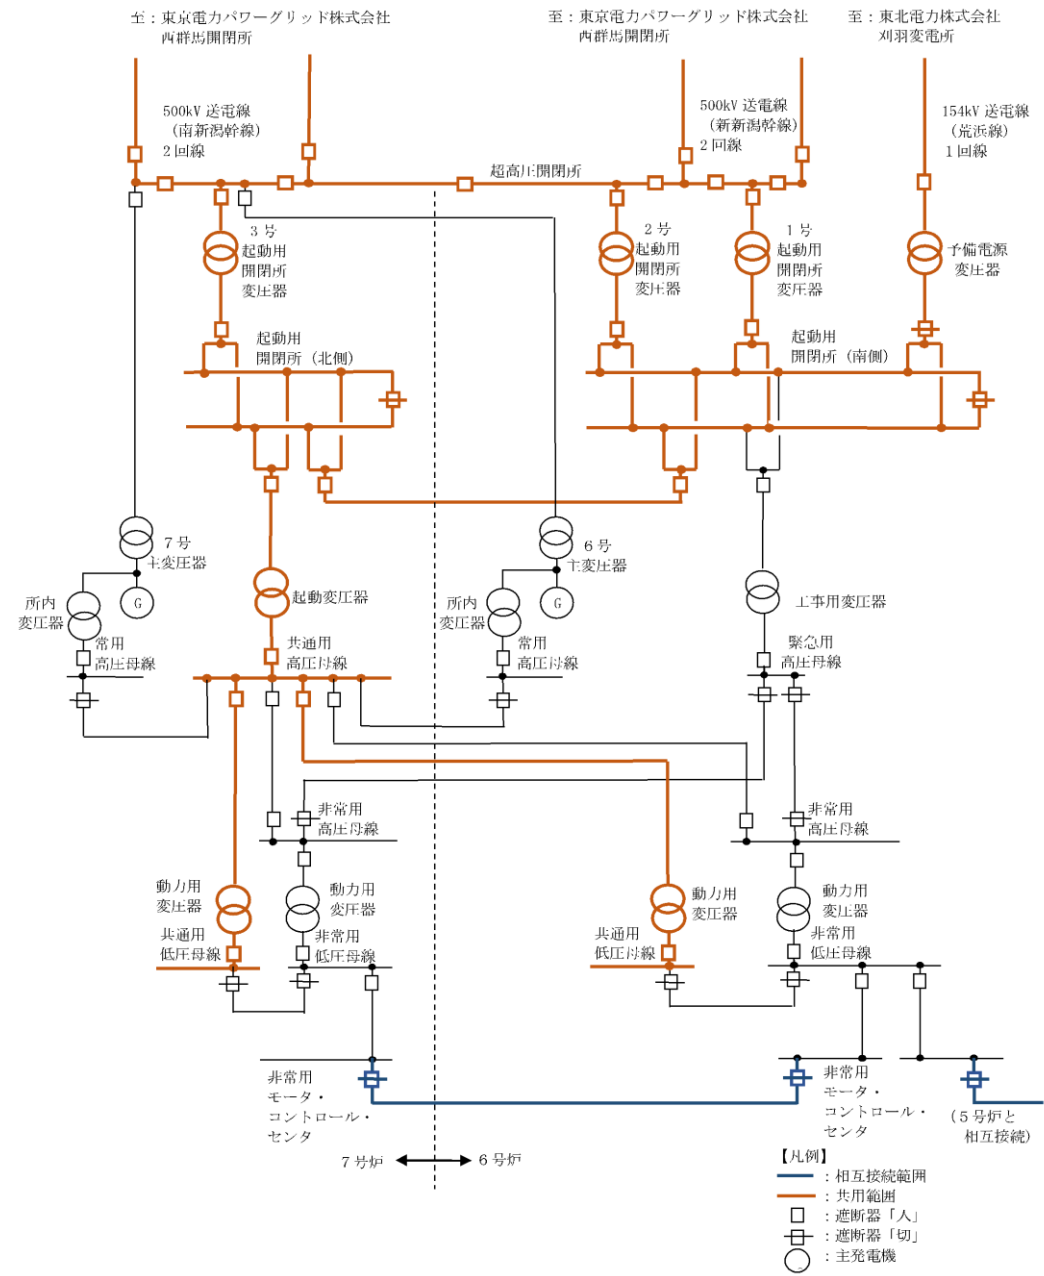 至：東京電力パワーグリッド株式会社
西群馬開閉所
至：東京電力パワーグリッド株式会社
西群馬開閉所
至：東北電力株式会社
刈羽変電所
500kV 送電線
（南新潟幹線）
2回線
500kV 送電線
（新新潟幹線）
2回線
154kV 送電線
（荒浜線）
1回線
超高圧開閉所
3号
起動用
開閉所
変圧器
2号
起動用
開閉所
変圧器
1号
起動用
開閉所
変圧器
予備電源
変圧器
起動用
開閉所（北側）
起動用
開閉所（南側）
7号
主変圧器
G
所内
変圧器
常用
高圧母線
起動変圧器
共通用
高圧母線
6号
主変圧器
G
所内
変圧器
常用
高圧母線
工事用変圧器
緊急用
高圧母線
非常用
高圧母線
非常用
高圧母線
動力用
変圧器
共通用
低圧母線
動力用
変圧器
非常用
低圧母線
動力用
変圧器
共通用
低圧母線
動力用
変圧器
非常用
低圧母線
非常用
モータ・
コントロール・
センタ
非常用
モータ・
コントロール・
センタ
（5号炉と
相互接続）
7号炉
6号炉
【凡例】
：相互接続範囲
：共用範囲
：遮断器「入」
：遮断器「切」
：主発電機